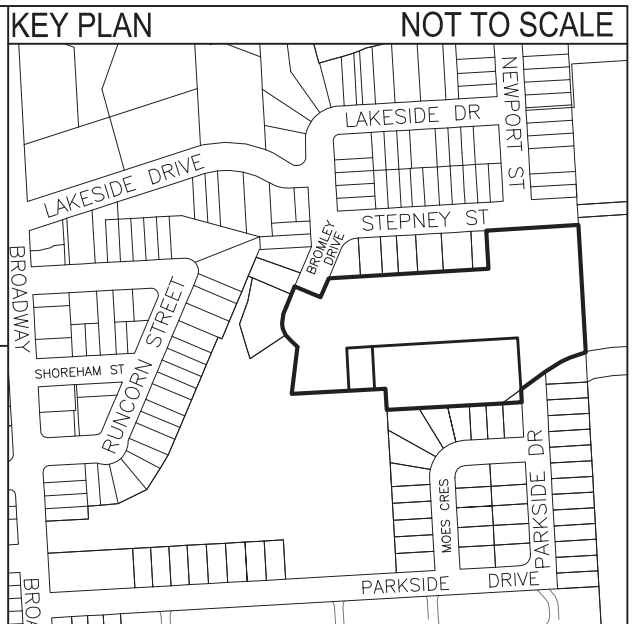 KEY PLAN
NOT TO SCALE
NEWPORT ST
LAKESIDE DR
LAKESIDE DRIVE
STEPNEY ST
BROMLEY
DRIVE
BROADWAY
RUNCORN STREET
SHOREHAM ST
MOES CRES
PARKSIDE DR
PARKSIDE DRIVE
BROA